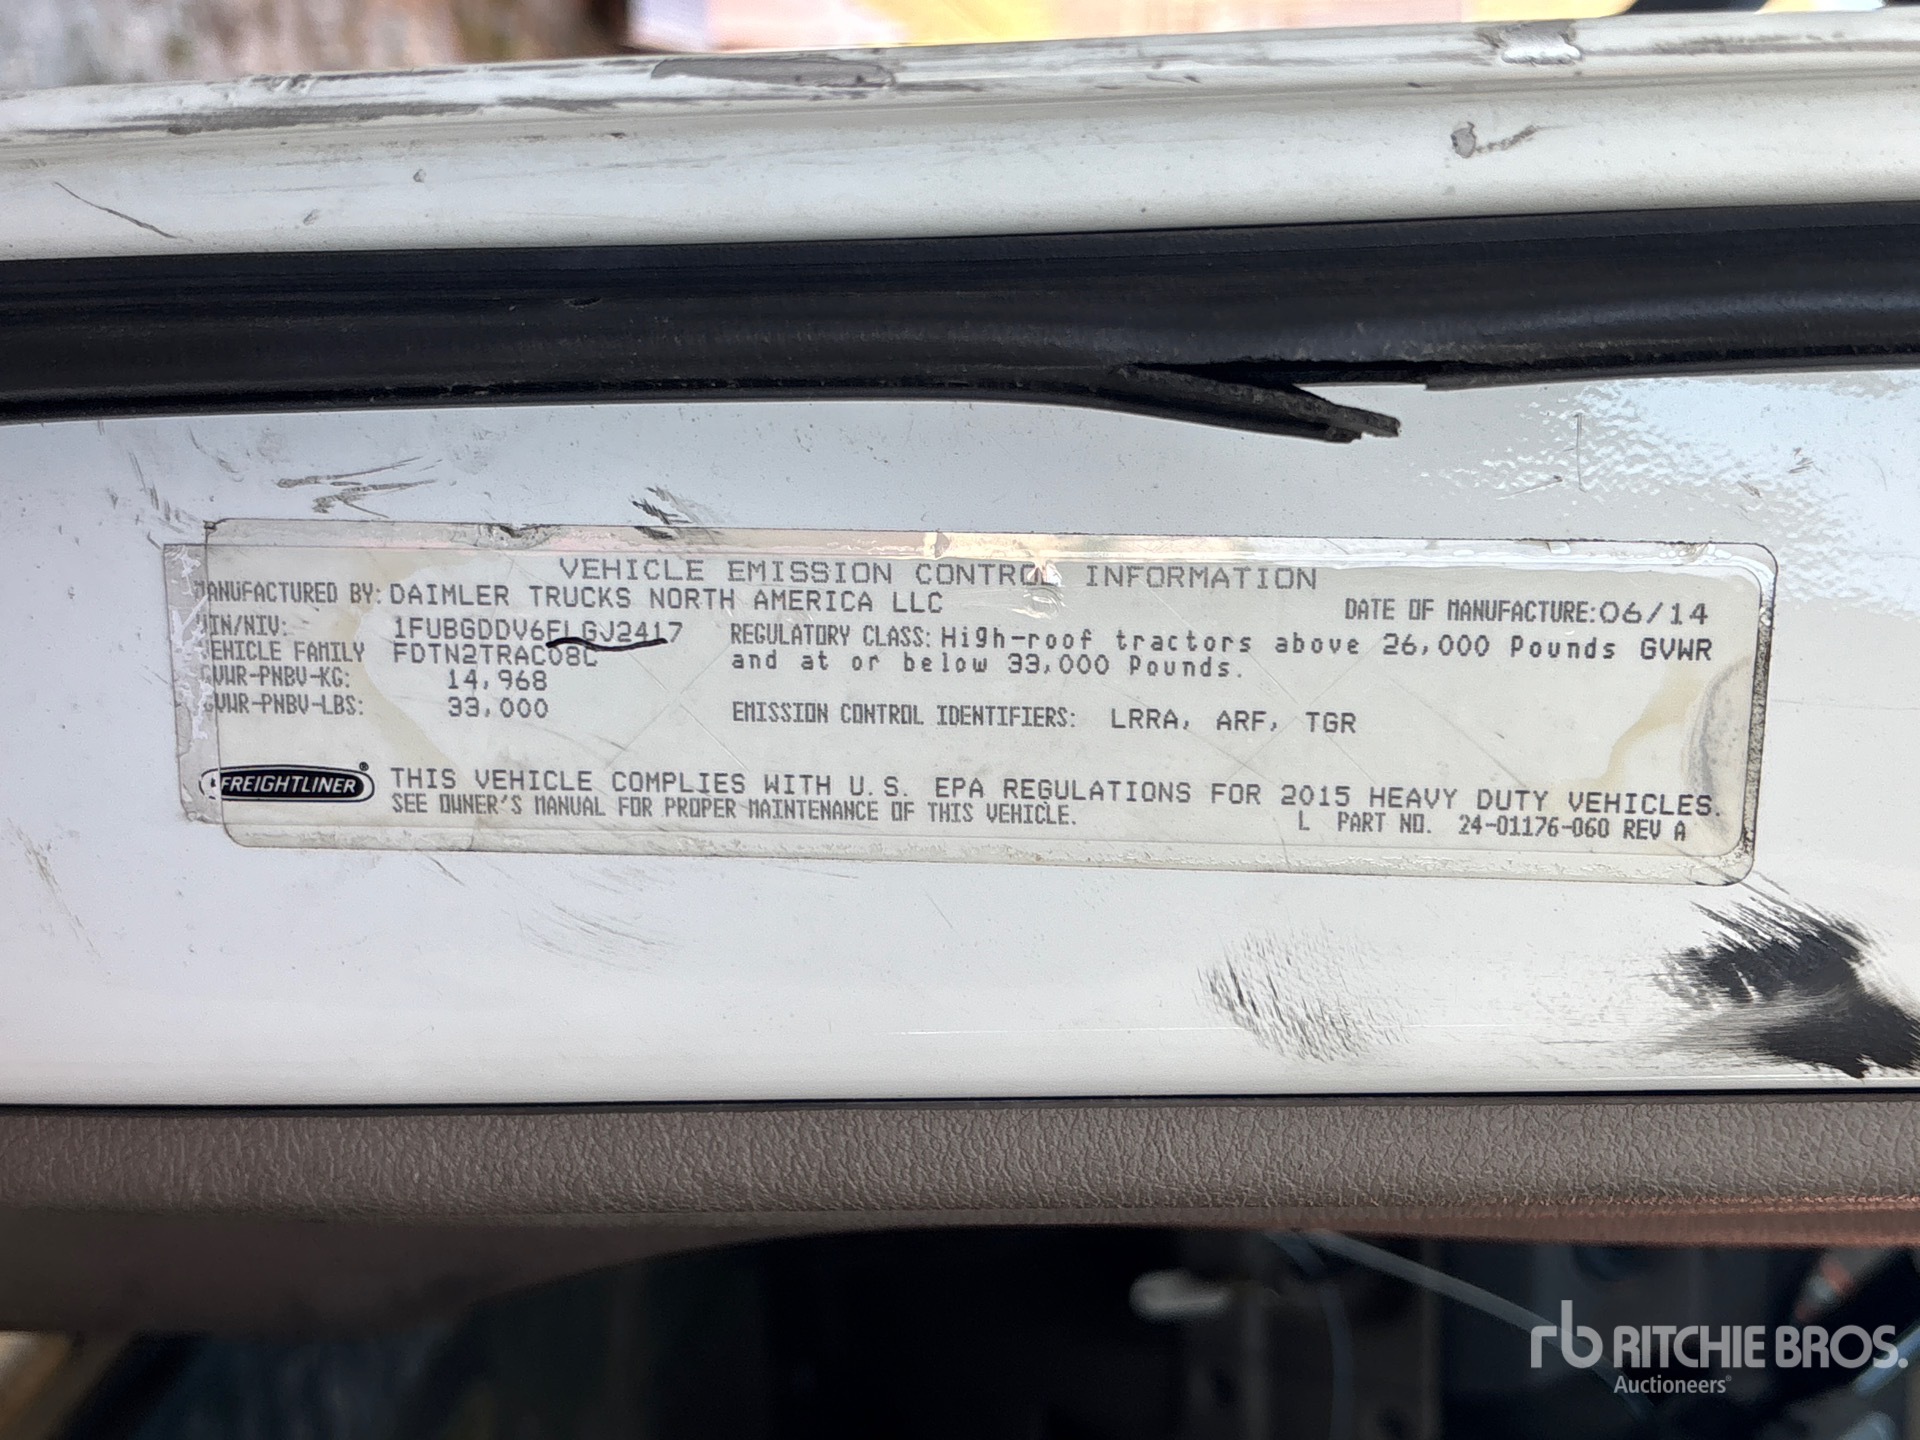 VEHICLE EMISSION CONTROL INFORMATION
MANUFACTURED BY: DAIMLER TRUCKS NORTH AMERICA LLC
DATE OF MANUFACTURE: 06/14
VIN/NIV: 1FUBGDDV6FLGJ2417
REGULATORY CLASS: High-roof tractors above 26,000 Pounds GVWR
and at or below 33,000 Pounds.
VEHICLE FAMILY FDTN2TRAC08C
GVWR-PNBV-KG: 14,968
GVWR-PNBV-LBS: 33,000
EMISSION CONTROL IDENTIFIERS: LRRA, ARF, TGR
FREIGHTLINER®
THIS VEHICLE COMPLIES WITH U.S. EPA REGULATIONS FOR 2015 HEAVY DUTY VEHICLES.
SEE OWNER'S MANUAL FOR PROPER MAINTENANCE OF THIS VEHICLE.
L PART NO. 24-01176-060 REV A
rb RITCHIE BROS.
Auctioneers